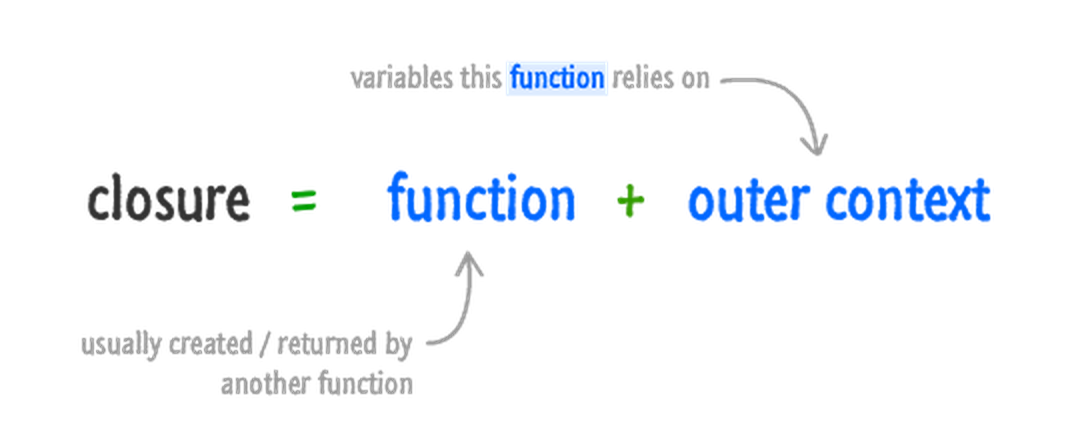 variables this function relies on
closure = function + outer context
usually created / returned by
another function